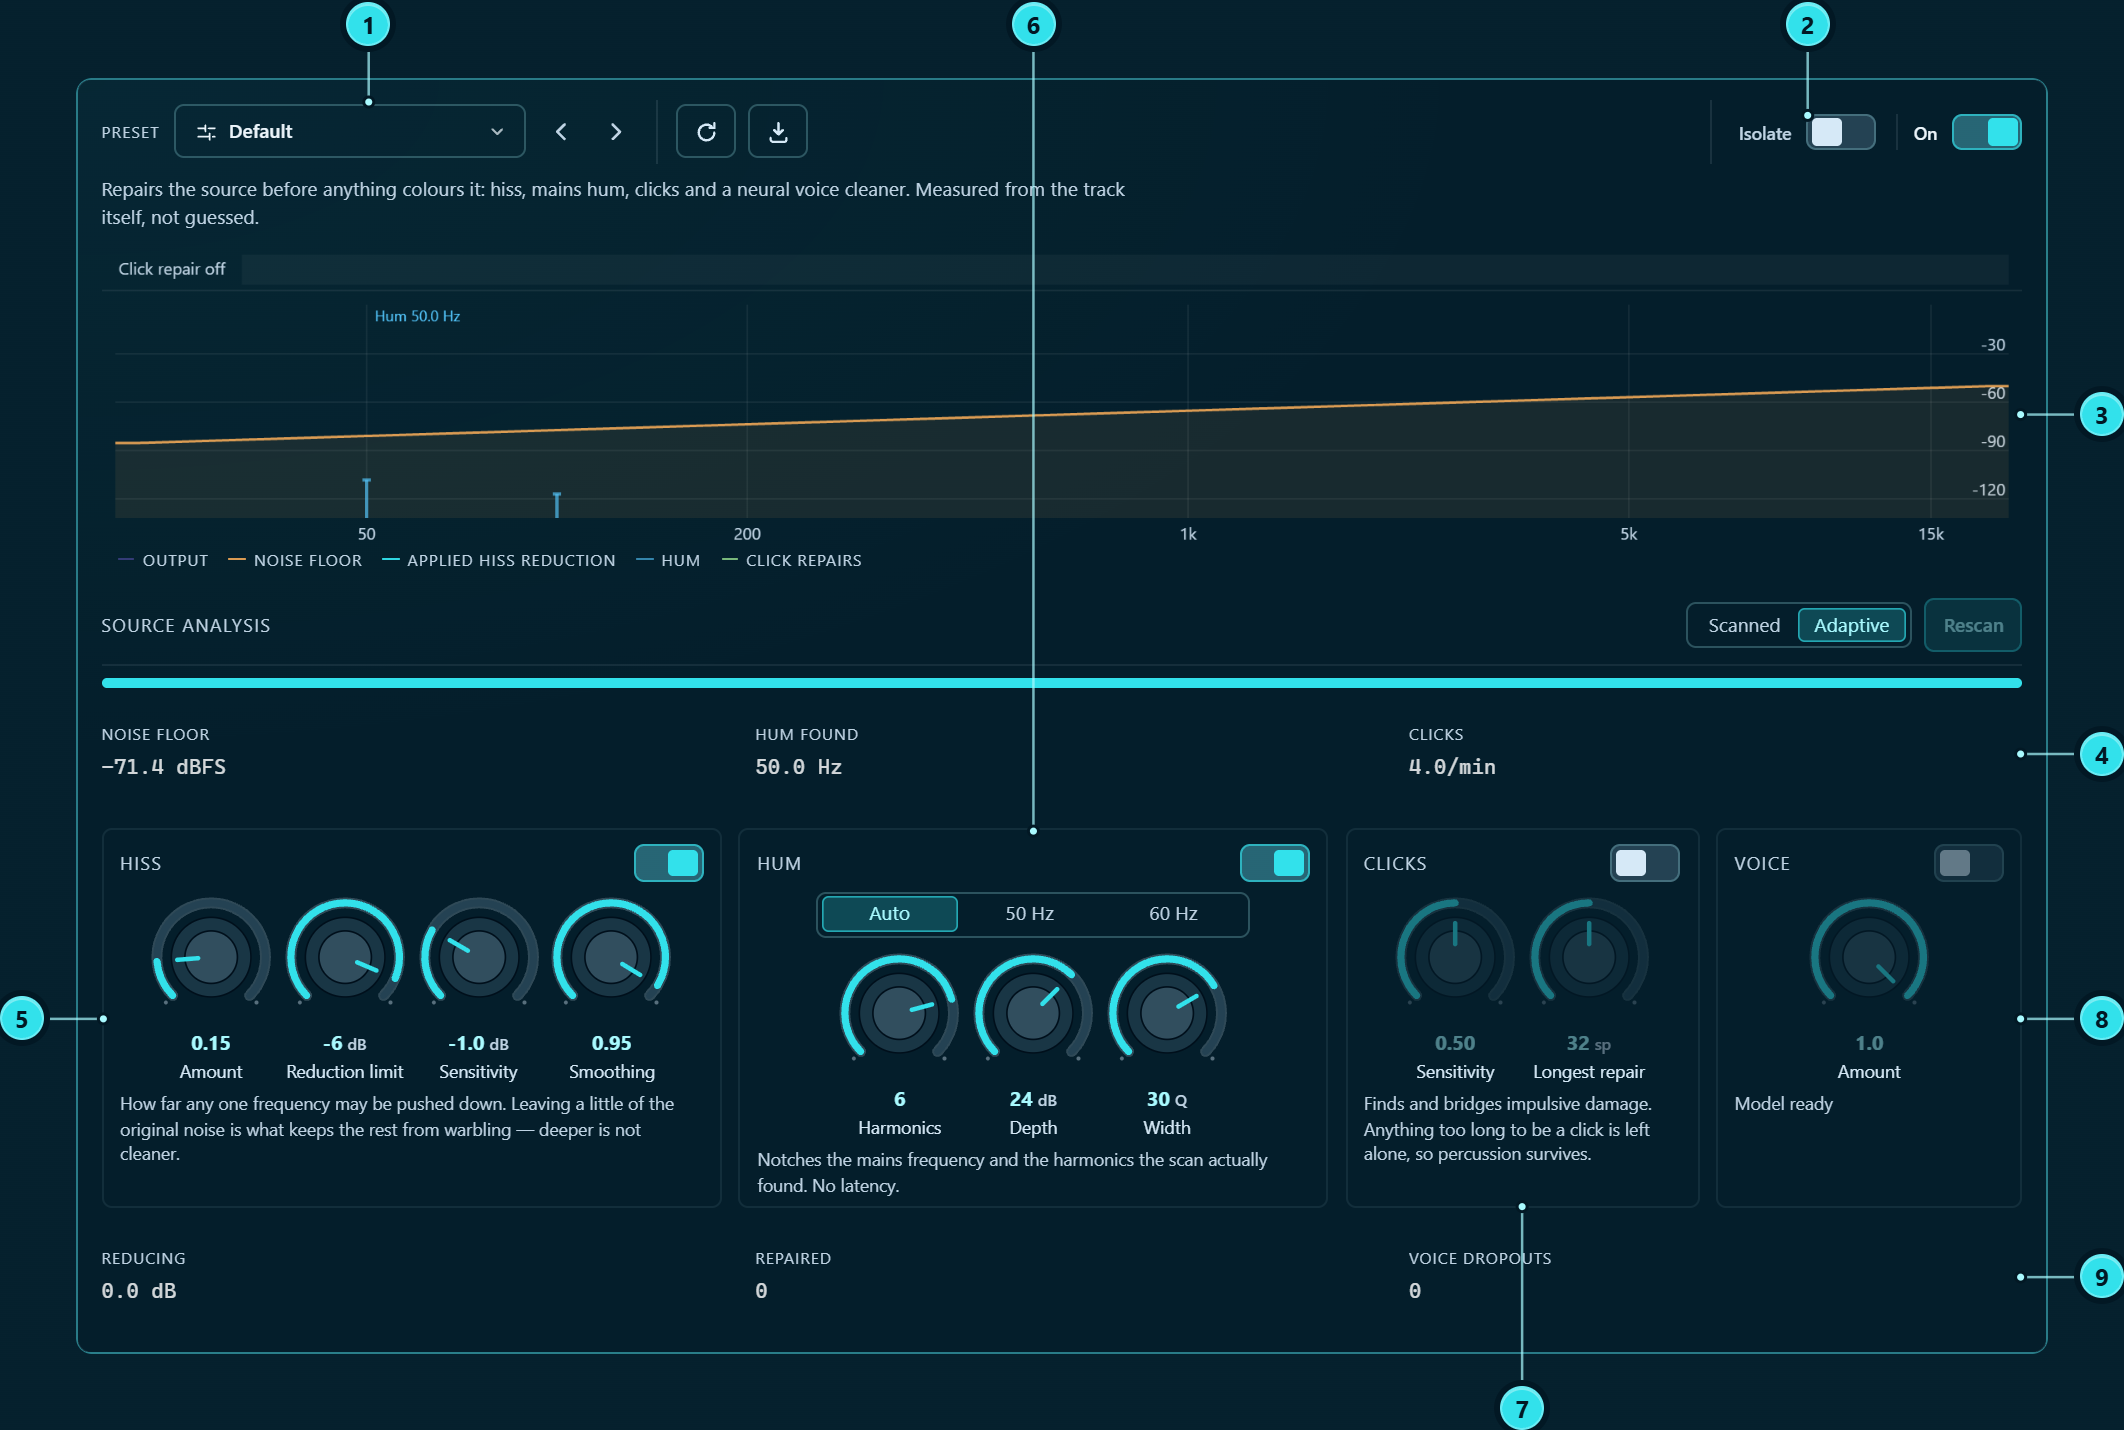 1
6
2
PRESET
Default
Isolate
On
Repairs the source before anything colours it: hiss, mains hum, clicks and a neural voice cleaner. Measured from the track
itself, not guessed.
Click repair off
Hum 50.0 Hz
-30
-60
3
-90
-120
50
200
1k
5k
15k
OUTPUT
NOISE FLOOR
APPLIED HISS REDUCTION
HUM
CLICK REPAIRS
SOURCE ANALYSIS
Scanned
Adaptive
Rescan
NOISE FLOOR
−71.4 dBFS
HUM FOUND
50.0 Hz
CLICKS
4.0/min
4
HISS
0.15
Amount
-6 dB
Reduction limit
-1.0 dB
Sensitivity
0.95
Smoothing
How far any one frequency may be pushed down. Leaving a little of the
original noise is what keeps the rest from warbling — deeper is not
cleaner.
5
HUM
Auto
50 Hz
60 Hz
6
Harmonics
24 dB
Depth
30 Q
Width
Notches the mains frequency and the harmonics the scan actually
found. No latency.
CLICKS
0.50
Sensitivity
32 sp
Longest repair
Finds and bridges impulsive damage.
Anything too long to be a click is left
alone, so percussion survives.
VOICE
1.0
Amount
Model ready
8
REDUCING
0.0 dB
REPAIRED
0
VOICE DROPOUTS
0
9
7